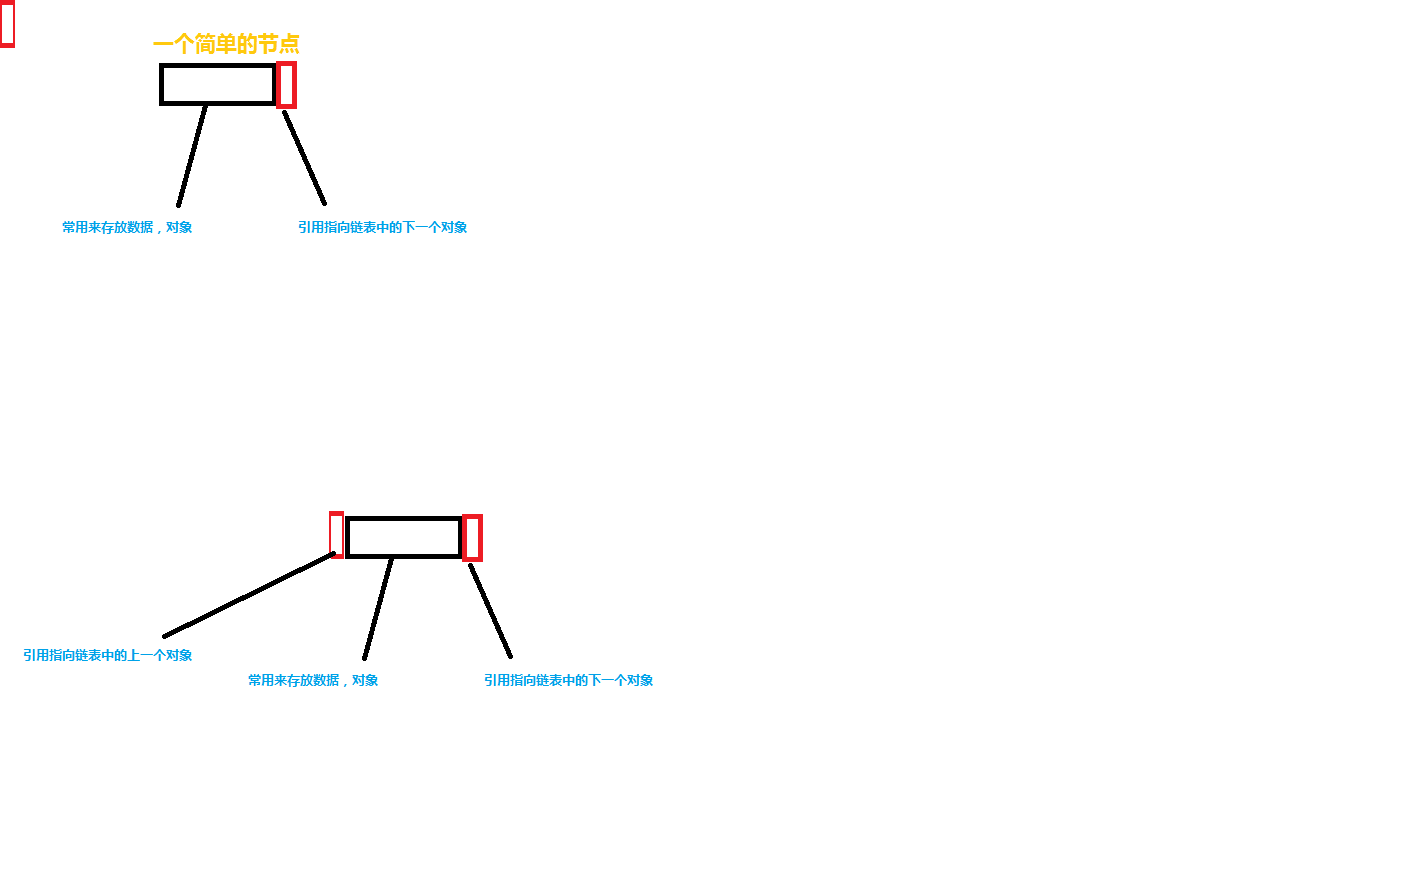 一个简单的节点
常用来存放数据，对象
引用指向链表中的下一个对象
引用指向链表中的上一个对象
常用来存放数据，对象
引用指向链表中的下一个对象